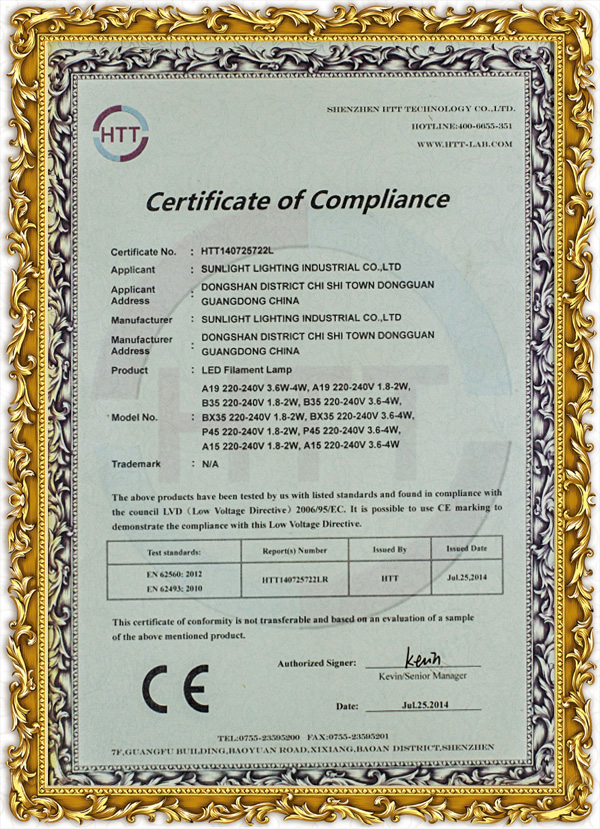 HTT
SHENZHEN HTT TECHNOLOGY CO.,LTD.
HOTLINE:400-6655-351
WWW.HTT-LAB.COM
Certificate of Compliance
Certificate No. : HTT140725722L
Applicant : SUNLIGHT LIGHTING INDUSTRIAL CO.,LTD
Applicant Address : DONGSHAN DISTRICT CHI SHI TOWN DONGGUAN
GUANGDONG CHINA
Manufacturer : SUNLIGHT LIGHTING INDUSTRIAL CO.,LTD
Manufacturer Address : DONGSHAN DISTRICT CHI SHI TOWN DONGGUAN
GUANGDONG CHINA
Product : LED Filament Lamp
A19 220-240V 3.6W-4W, A19 220-240V 1.8-2W,
B35 220-240V 1.8-2W, B35 220-240V 3.6-4W,
Model No. : BX35 220-240V 1.8-2W, BX35 220-240V 3.6-4W,
P45 220-240V 1.8-2W, P45 220-240V 3.6-4W,
A15 220-240V 1.8-2W, A15 220-240V 3.6-4W
Trademark : N/A
HTT
The above products have been tested by us with listed standards and found in compliance with
the council LVD (Low Voltage Directive) 2006/95/EC. It is possible to use CE marking to
demonstrate the compliance with this Low Voltage Directive.
Test standards: Report(s) Number Issued By Issued Date
EN 62560: 2012
EN 62493: 2010
HTT140725722LR HTT Jul.25,2014
This certificate of conformity is not transferable and based on an evaluation of a sample
of the above mentioned product.
CE
Authorized Signer: Kevin
Kevin/Senior Manager
Date: Jul.25.2014
TEL:0755-23595200 FAX:0755-23595201
7F,GUANGFU BUILDING,BAOYUAN ROAD,XIXIANG,BAOAN DISTRICT,SHENZHEN